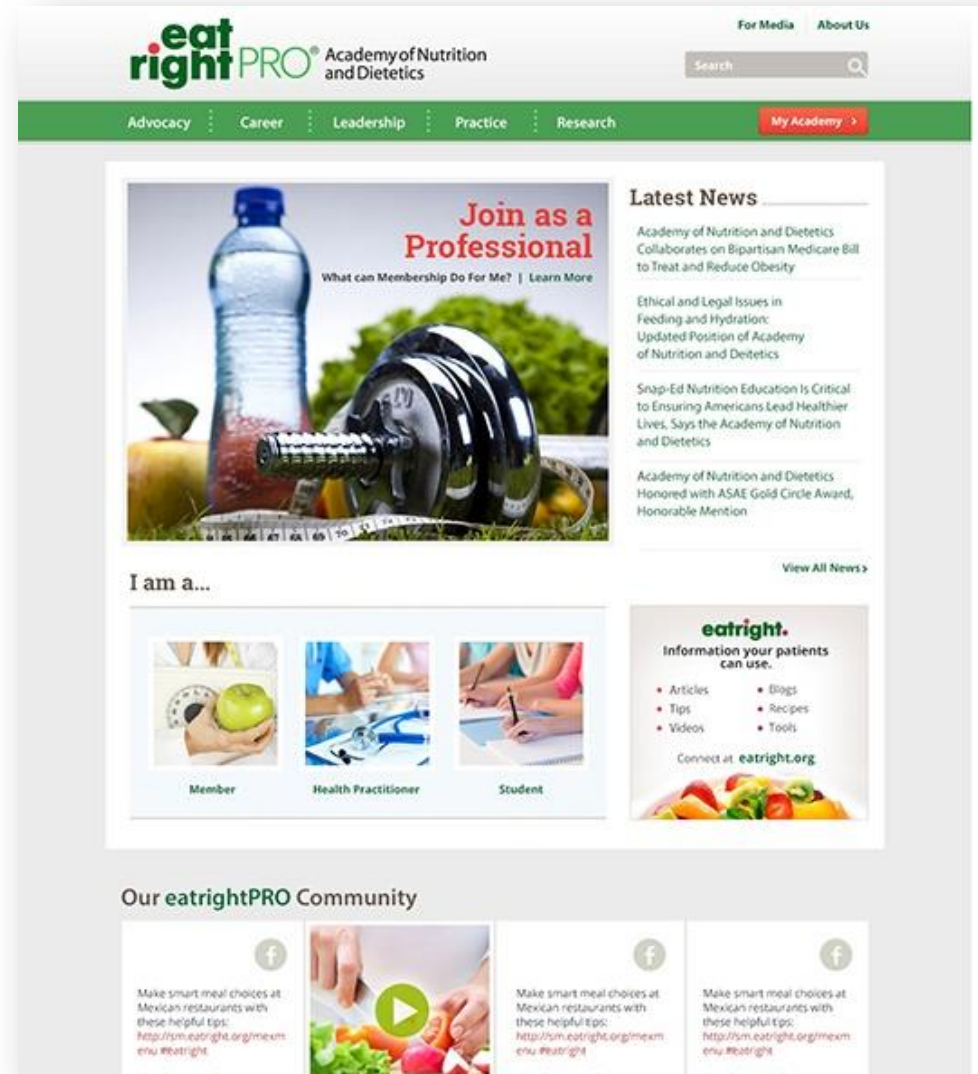 eat
right PRO® Academy of Nutrition
and Dietetics
For Media About Us
Search
Advocacy Career Leadership Practice Research
My Academy >
Join as a
Professional
What can Membership Do For Me? | Learn More
Latest News
Academy of Nutrition and Dietetics
Collaborates on Bipartisan Medicare Bill
to Treat and Reduce Obesity
Ethical and Legal Issues in
Feeding and Hydration:
Updated Position of Academy
of Nutrition and Deitetics
Snap-Ed Nutrition Education Is Critical
to Ensuring Americans Lead Healthier
Lives, Says the Academy of Nutrition
and Dietetics
Academy of Nutrition and Dietetics
Honored with ASAE Gold Circle Award,
Honorable Mention
View All News >
66 67 68 69 70
I am a...
Member
Health Practitioner
Student
eatright.
Information your patients
can use.
• Articles
• Tips
• Videos
• Blogs
• Recipes
• Tools
Connect at eatright.org
Our eatrightPRO Community
f
Make smart meal choices at
Mexican restaurants with
these helpful tips:
http://sm.eatright.org/mexm
enu #eatright
f
Make smart meal choices at
Mexican restaurants with
these helpful tips:
http://sm.eatright.org/mexm
enu #eatright
f
Make smart meal choices at
Mexican restaurants with
these helpful tips:
http://sm.eatright.org/mexm
enu #eatright